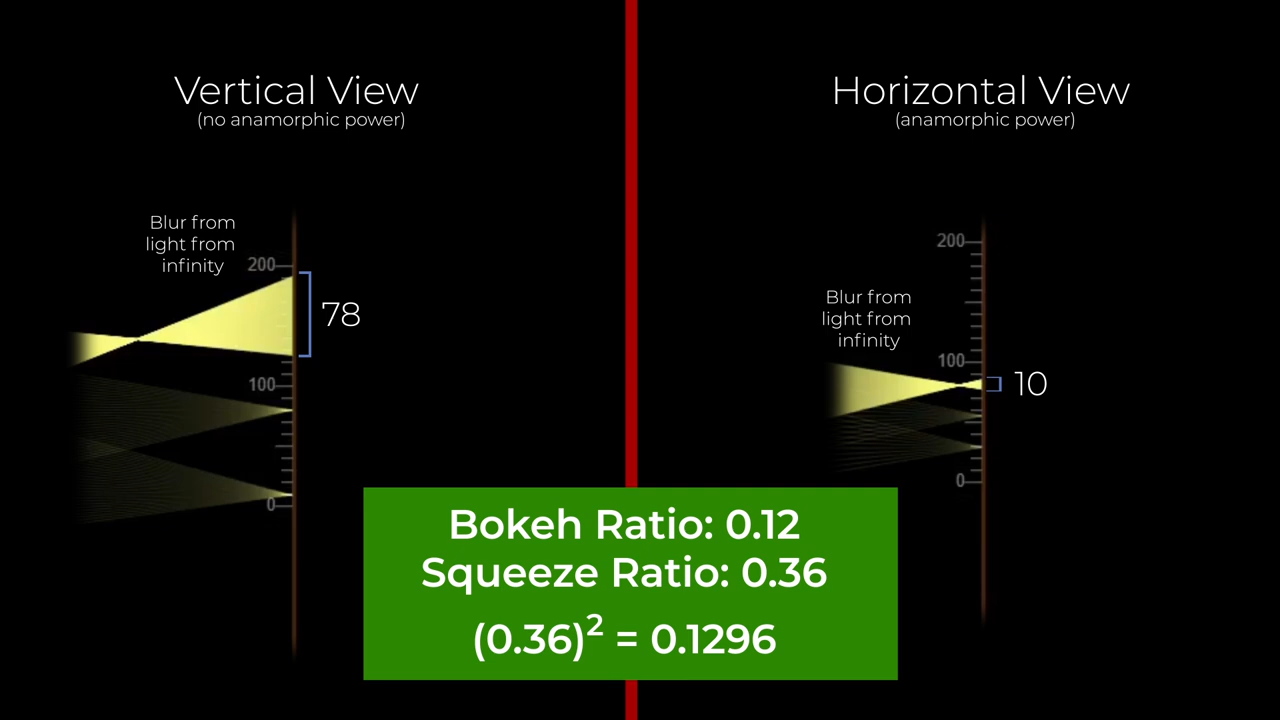 Vertical View
(no anamorphic power)
Blur from
light from
infinity
200
78
100
0
Horizontal View
(anamorphic power)
200
Blur from
light from
infinity
100
10
0
Bokeh Ratio: 0.12
Squeeze Ratio: 0.36
(0.36)² = 0.1296